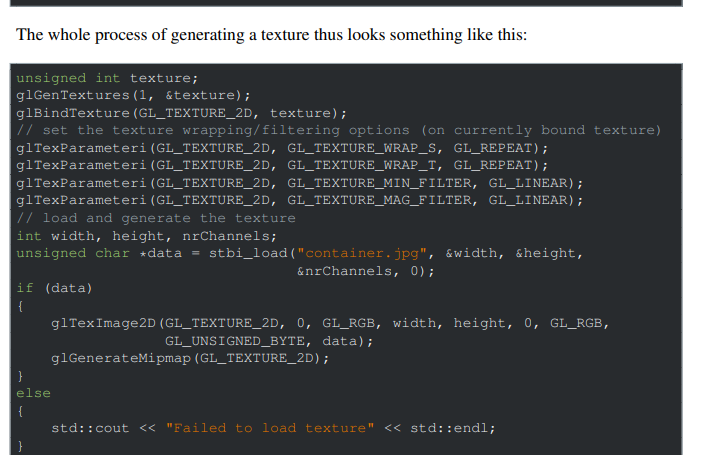 The whole process of generating a texture thus looks something like this:
unsigned int texture;
glGenTextures(1, &texture);
glBindTexture(GL_TEXTURE_2D, texture);
// set the texture wrapping/filtering options (on currently bound texture)
glTexParameteri(GL_TEXTURE_2D, GL_TEXTURE_WRAP_S, GL_REPEAT);
glTexParameteri(GL_TEXTURE_2D, GL_TEXTURE_WRAP_T, GL_REPEAT);
glTexParameteri(GL_TEXTURE_2D, GL_TEXTURE_MIN_FILTER, GL_LINEAR);
glTexParameteri(GL_TEXTURE_2D, GL_TEXTURE_MAG_FILTER, GL_LINEAR);
// load and generate the texture
int width, height, nrChannels;
unsigned char *data = stbi_load("container.jpg", &width, &height,
&nrChannels, 0);
if (data)
{
glTexImage2D(GL_TEXTURE_2D, 0, GL_RGB, width, height, 0, GL_RGB,
GL_UNSIGNED_BYTE, data);
glGenerateMipmap(GL_TEXTURE_2D);
}
else
{
std::cout << "Failed to load texture" << std::endl;
}